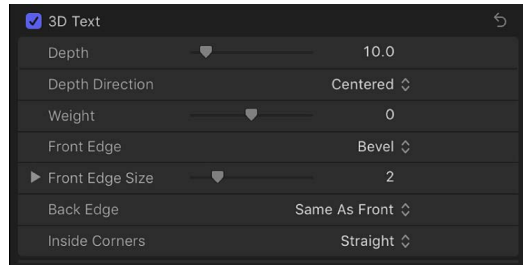 3D Text
Depth 10.0
Depth Direction Centered
Weight 0
Front Edge Bevel
Front Edge Size 2
Back Edge Same As Front
Inside Corners Straight